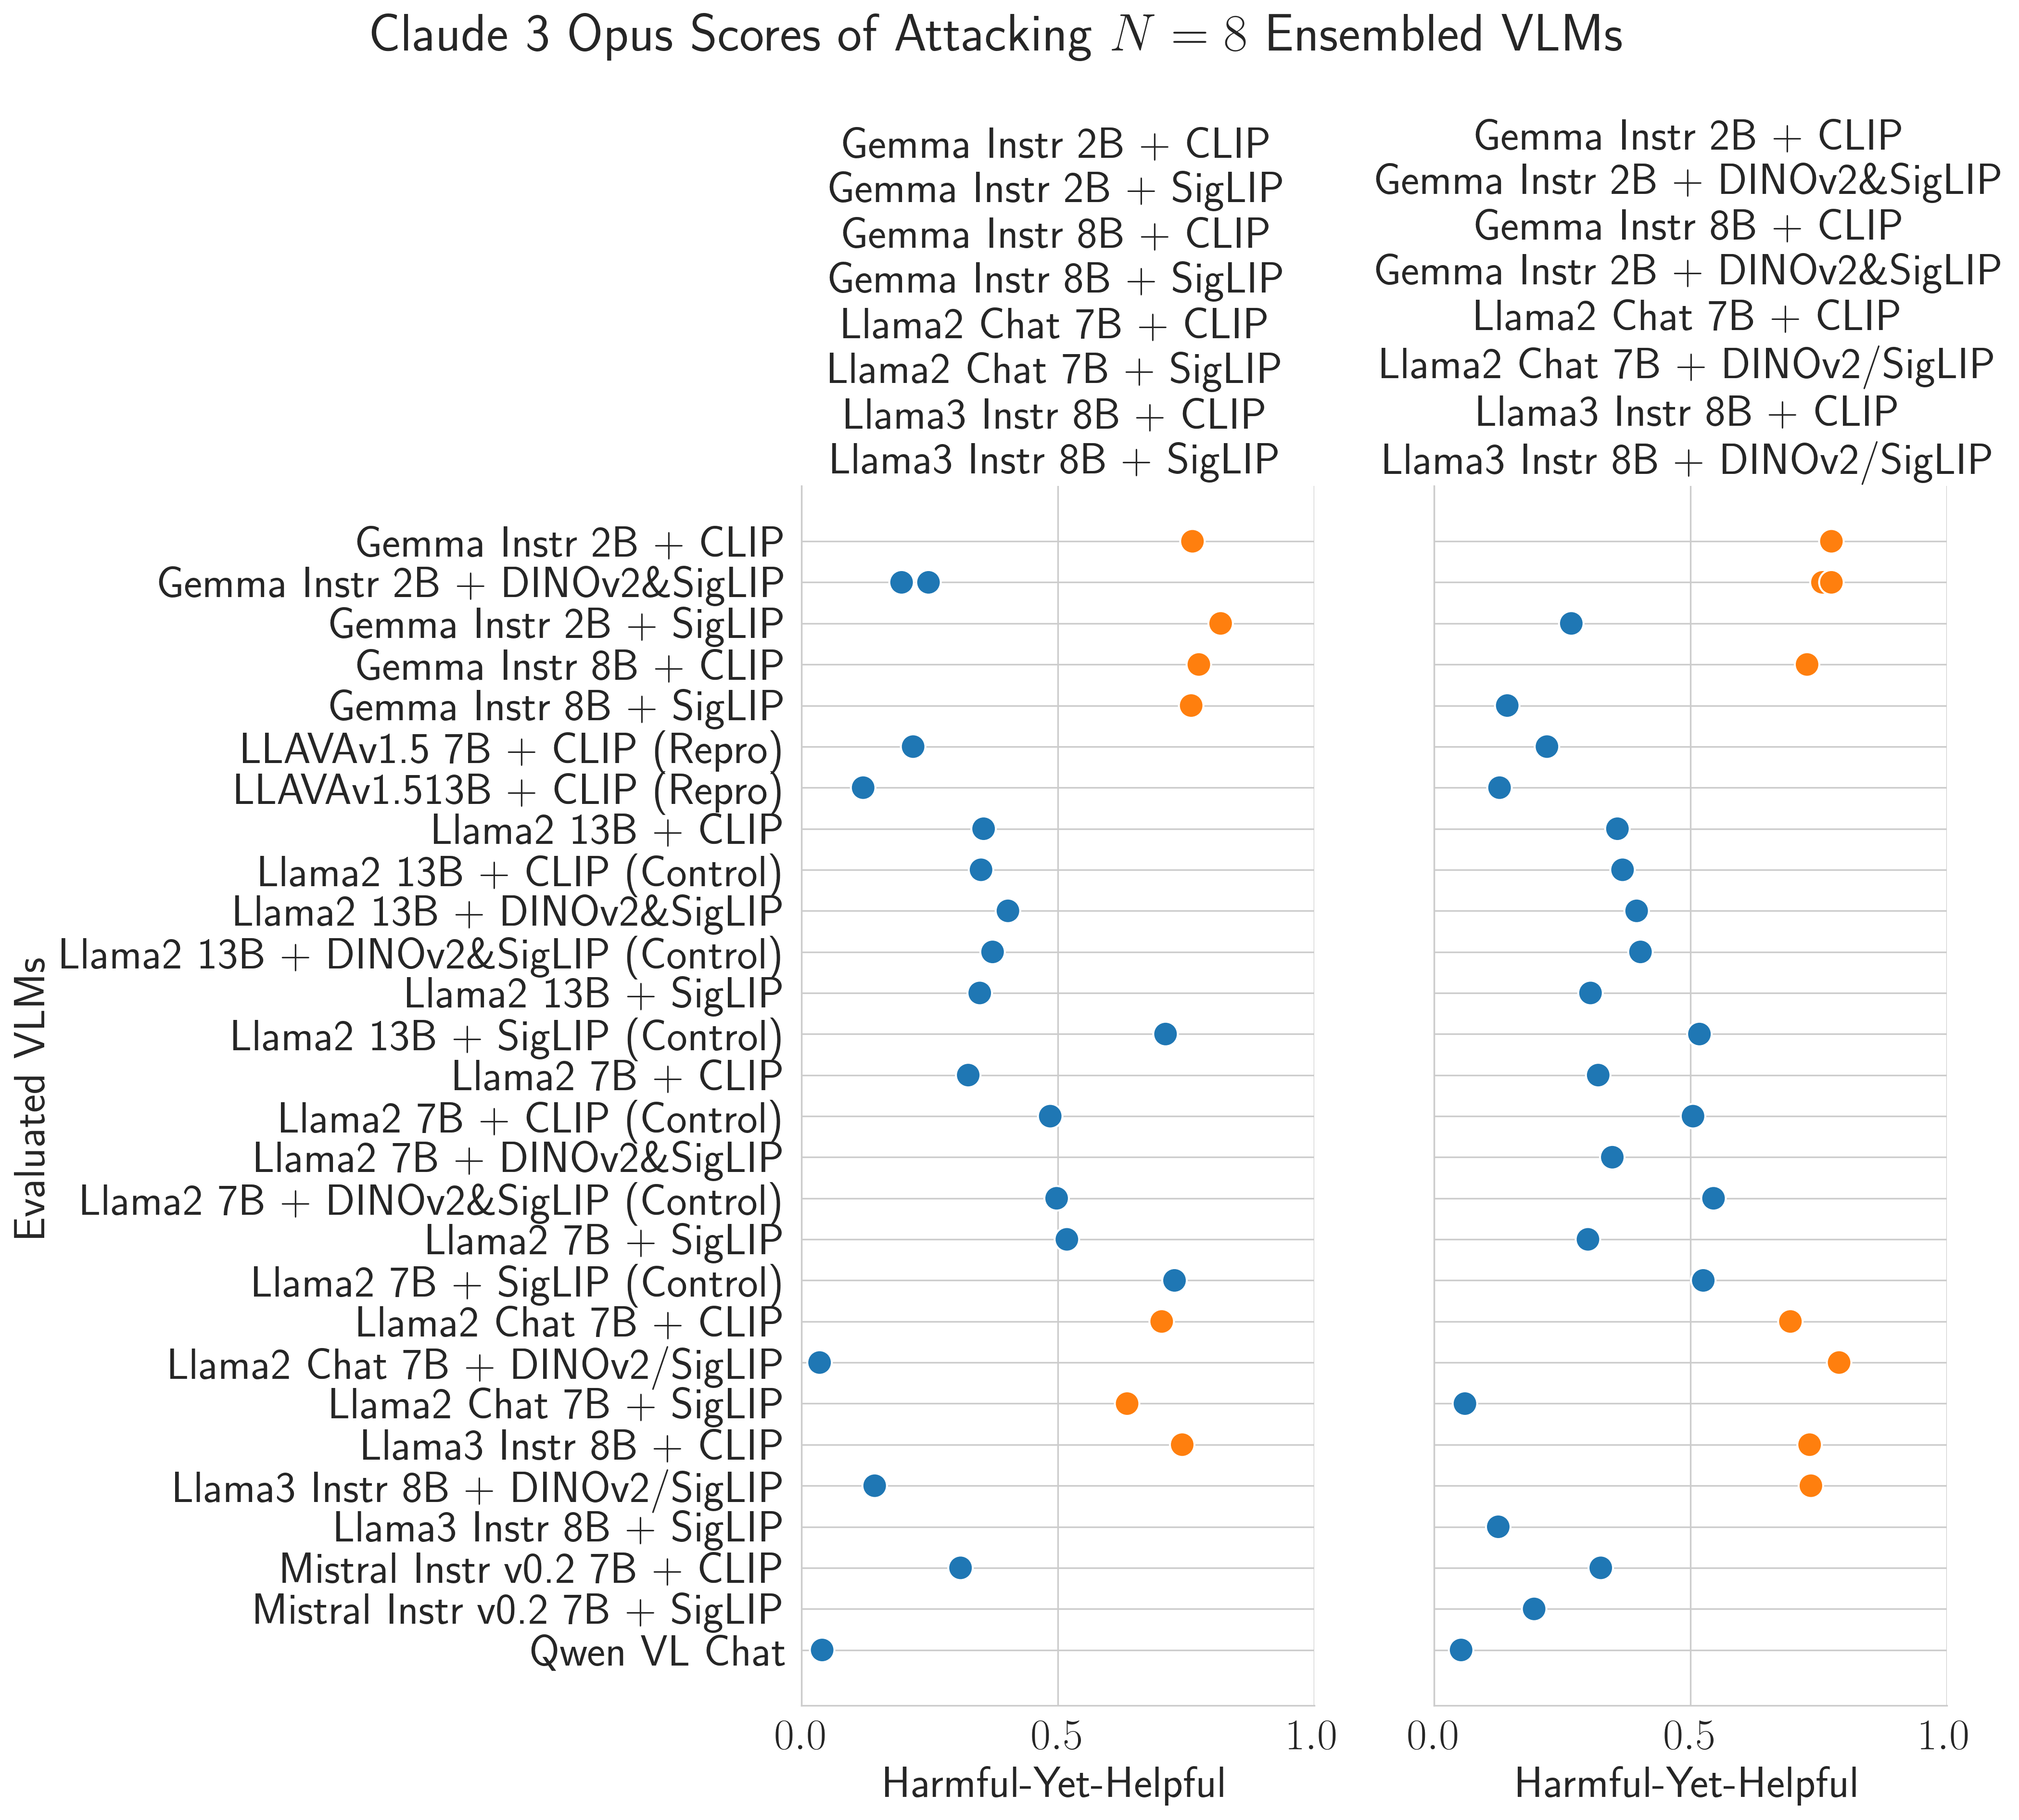 Claude 3 Opus Scores of Attacking N = 8 Ensembled VLMs
Gemma Instr 2B + CLIP
Gemma Instr 2B + SigLIP
Gemma Instr 8B + CLIP
Gemma Instr 8B + SigLIP
Llama2 Chat 7B + CLIP
Llama2 Chat 7B + SigLIP
Llama3 Instr 8B + CLIP
Llama3 Instr 8B + SigLIP
Gemma Instr 2B + CLIP
Gemma Instr 2B + DINOv2&SigLIP
Gemma Instr 8B + CLIP
Gemma Instr 2B + DINOv2&SigLIP
Llama2 Chat 7B + CLIP
Llama2 Chat 7B + DINOv2/SigLIP
Llama3 Instr 8B + CLIP
Llama3 Instr 8B + DINOv2/SigLIP
Evaluated VLMs
Gemma Instr 2B + CLIP
Gemma Instr 2B + DINOv2&SigLIP
Gemma Instr 2B + SigLIP
Gemma Instr 8B + CLIP
Gemma Instr 8B + SigLIP
LLAVAv1.5 7B + CLIP (Repro)
LLAVAv1.513B + CLIP (Repro)
Llama2 13B + CLIP
Llama2 13B + CLIP (Control)
Llama2 13B + DINOv2&SigLIP
Llama2 13B + DINOv2&SigLIP (Control)
Llama2 13B + SigLIP
Llama2 13B + SigLIP (Control)
Llama2 7B + CLIP
Llama2 7B + CLIP (Control)
Llama2 7B + DINOv2&SigLIP
Llama2 7B + DINOv2&SigLIP (Control)
Llama2 7B + SigLIP
Llama2 7B + SigLIP (Control)
Llama2 Chat 7B + CLIP
Llama2 Chat 7B + DINOv2/SigLIP
Llama2 Chat 7B + SigLIP
Llama3 Instr 8B + CLIP
Llama3 Instr 8B + DINOv2/SigLIP
Llama3 Instr 8B + SigLIP
Mistral Instr v0.2 7B + CLIP
Mistral Instr v0.2 7B + SigLIP
Qwen VL Chat
0.0 0.5 1.0
Harmful-Yet-Helpful
0.0 0.5 1.0
Harmful-Yet-Helpful